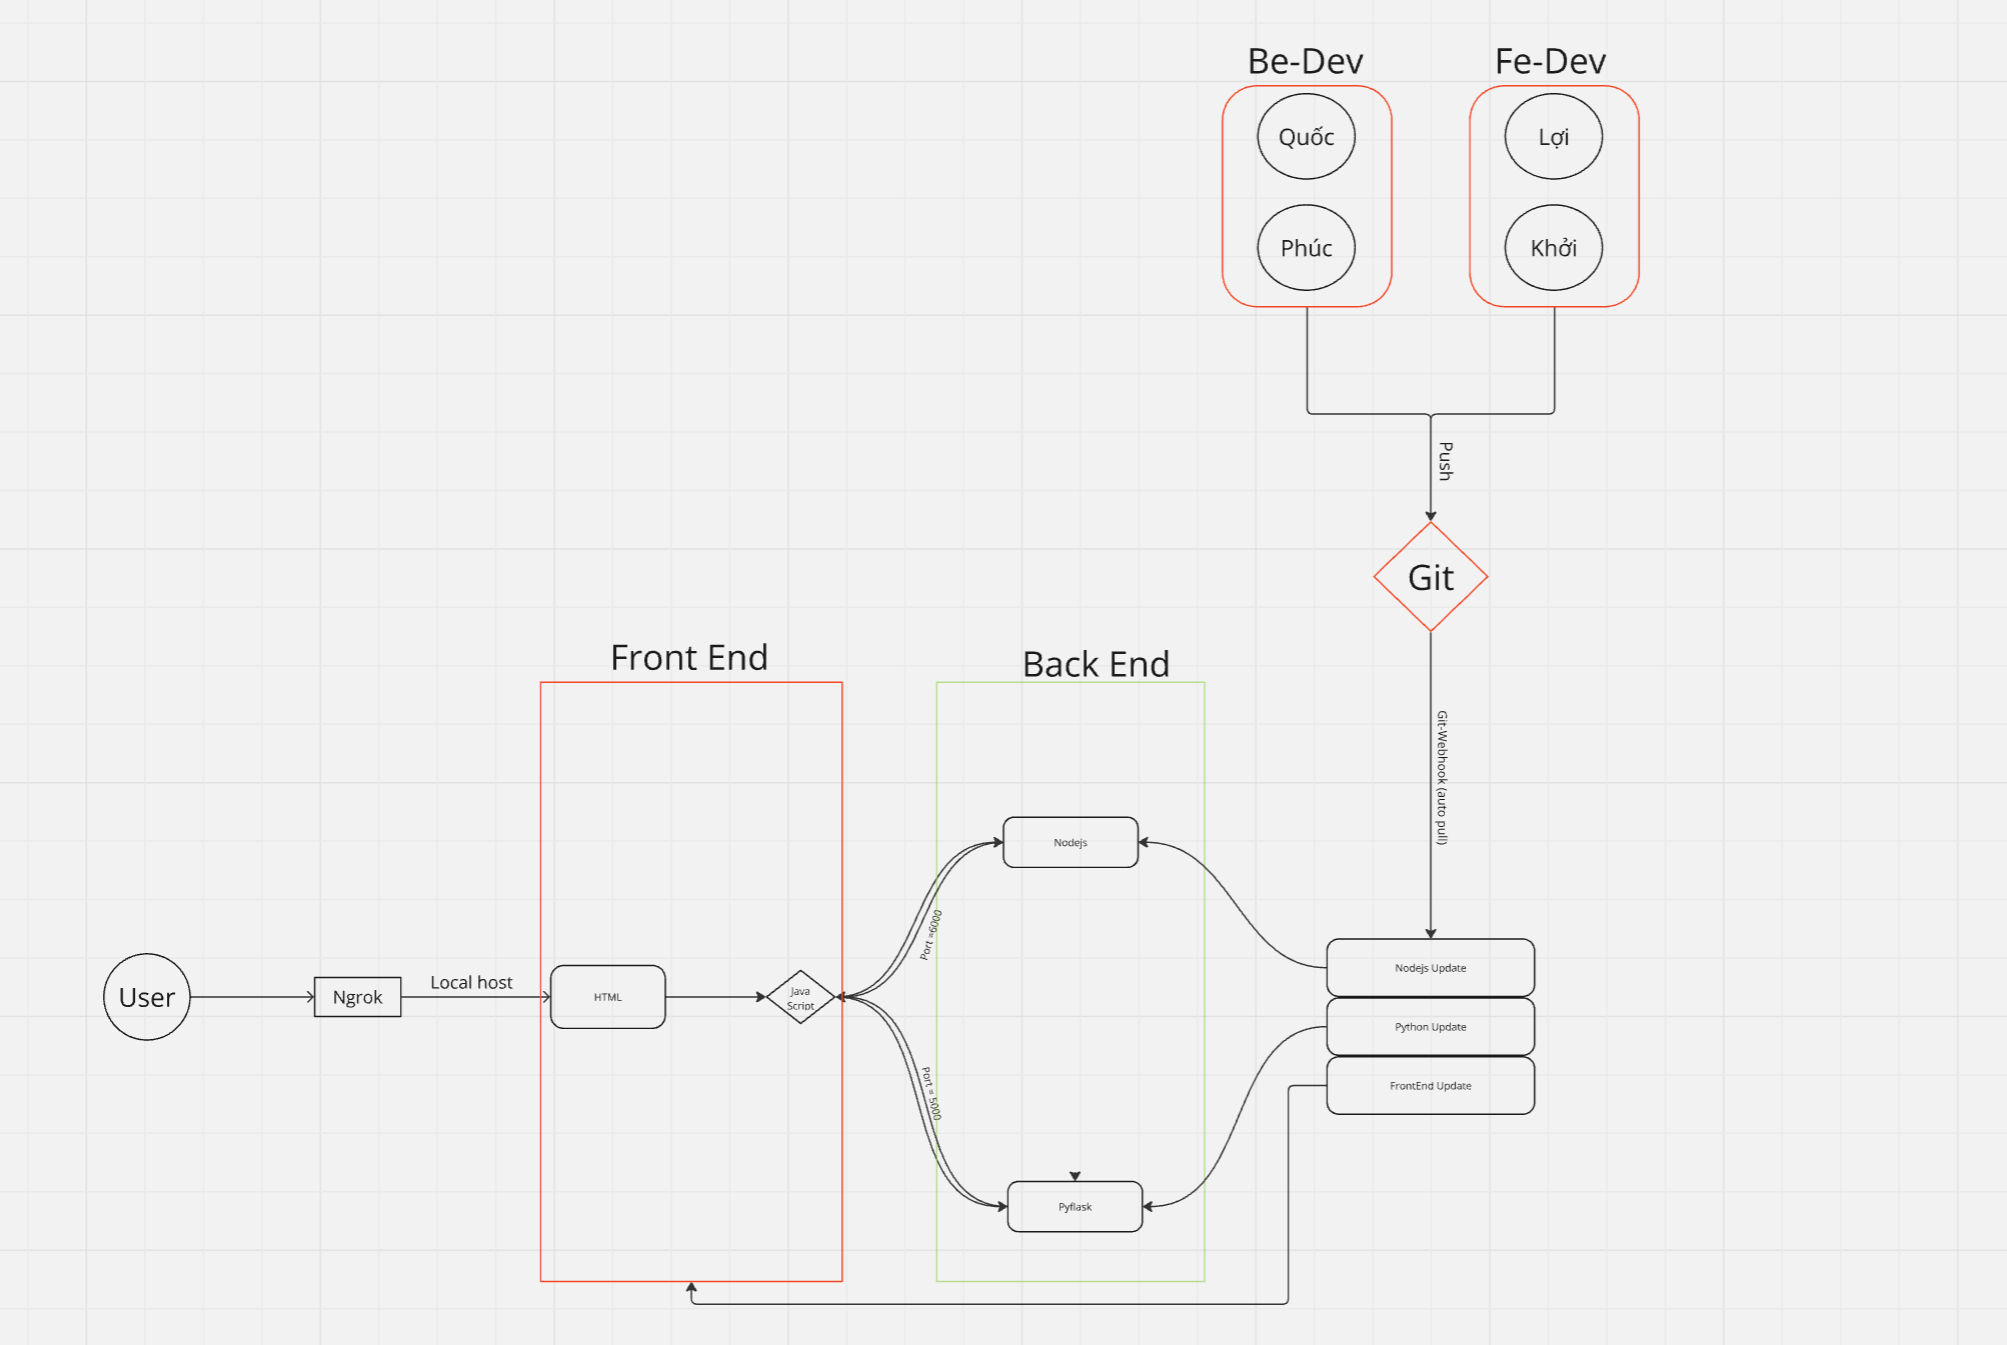 Be-Dev
Fe-Dev
Quốc
Lợi
Phúc
Khởi
Push
Git
Front End
Back End
Git-Webhook (auto pull)
Nodejs
Port =6000
User
Ngrok
Local host
HTML
Java
Script
Nodejs Update
Python Update
FrontEnd Update
Port = 5000
Pyflask